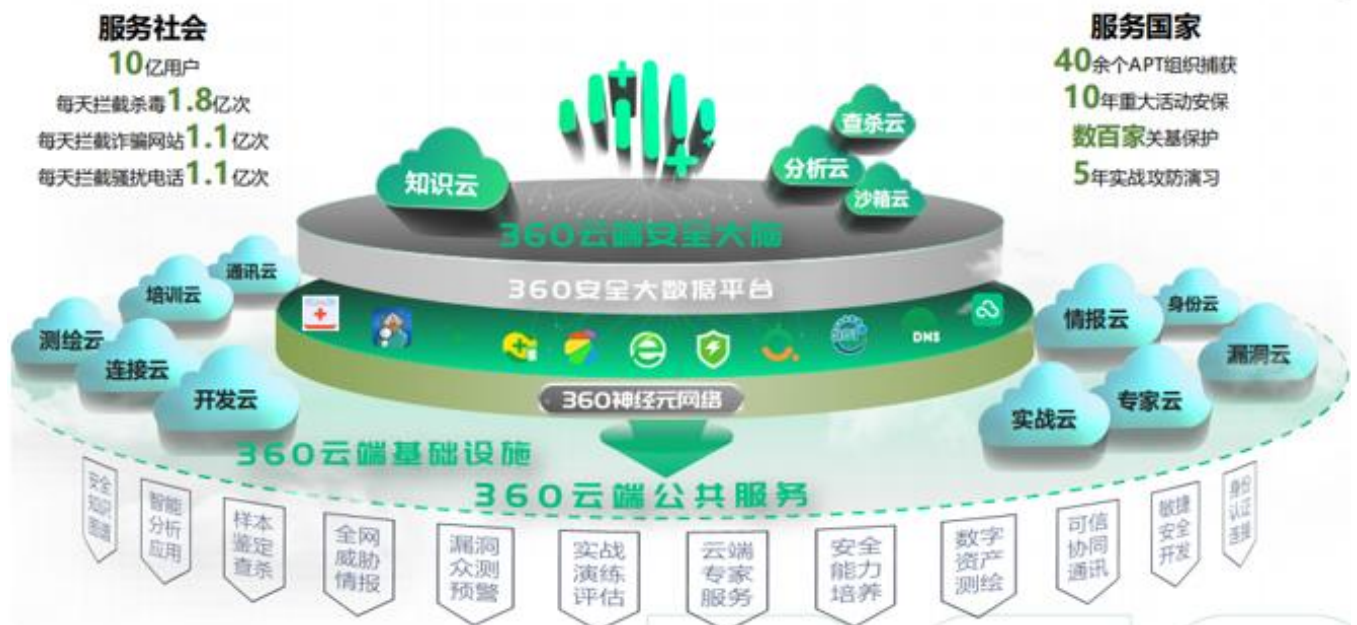 服务社会
10亿用户
每天拦截杀毒1.8亿次
每天拦截诈骗网站1.1亿次
每天拦截骚扰电话1.1亿次
服务国家
40余个APT组织捕获
10年重大活动安保
数百家关基保护
5年实战攻防演习
知识云
查杀云
分析云
沙箱云
360云端安全大脑
360安全大数据平台
通讯云
培训云
测绘云
连接云
开发云
情报云
身份云
漏洞云
专家云
实战云
DNS
360神经元网络
360云端基础设施
360云端公共服务
安全
知识
图谱
智能
分析
应用
样本
鉴定
查杀
全网
威胁
情报
漏洞
众测
预警
实战
演练
评估
云端
专家
服务
安全
能力
培养
数字
资产
测绘
可信
协同
通讯
敏捷
安全
开发
身份
认证
连接